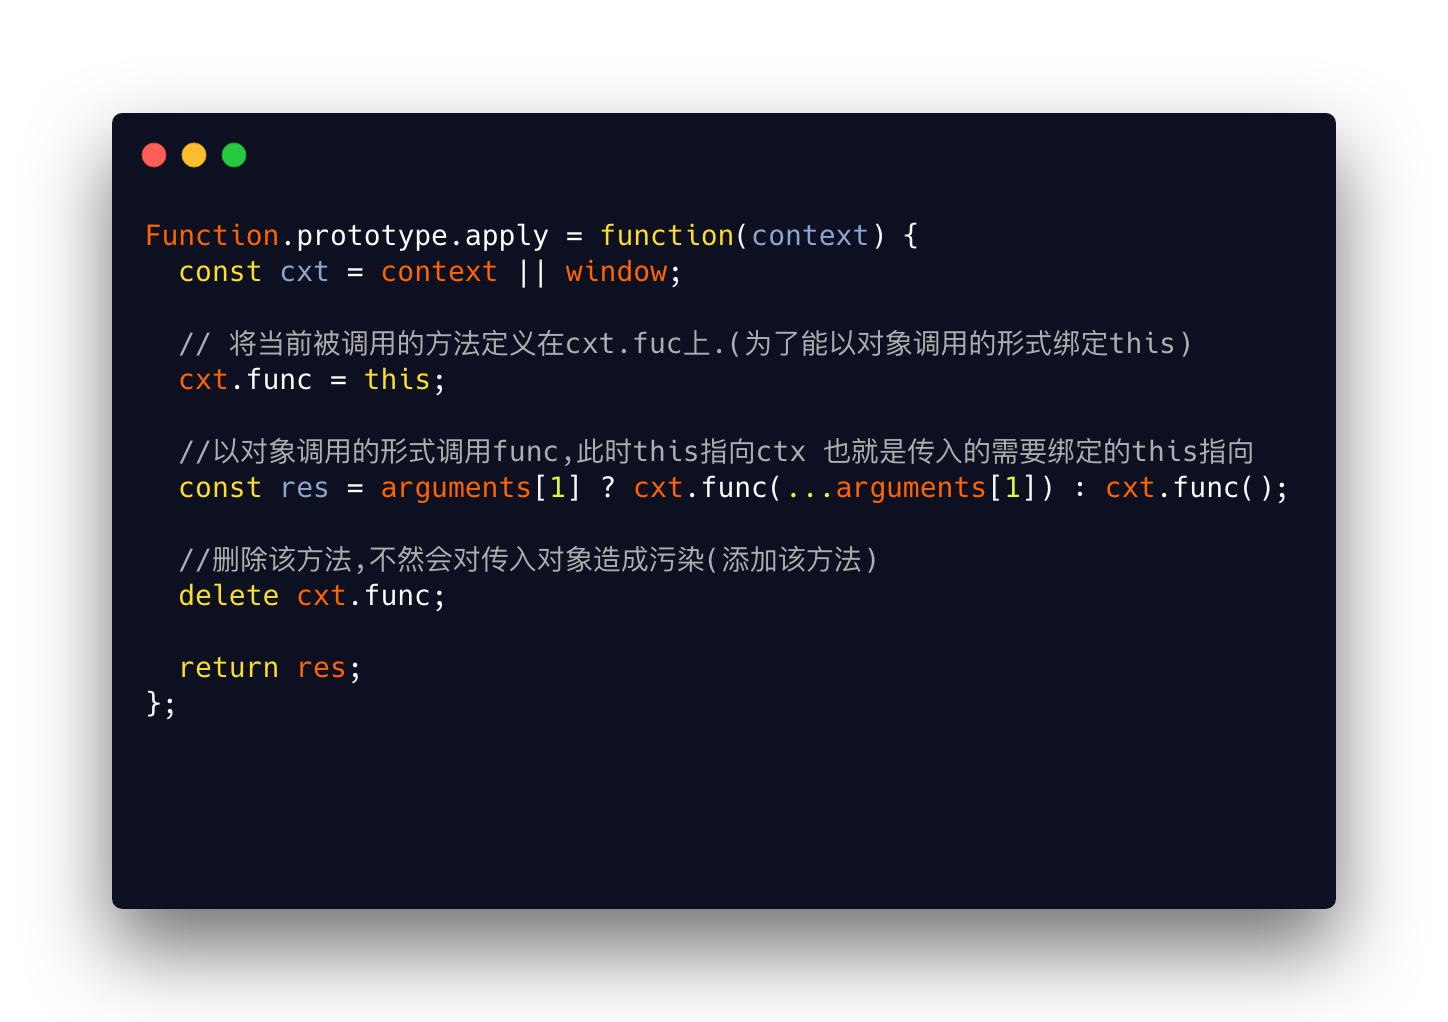 Function.prototype.apply = function(context) {
  const cxt = context || window;
  // 将当前被调用的方法定义在cxt.fuc上.(为了能以对象调用的形式绑定this)
  cxt.func = this;
  //以对象调用的形式调用func,此时this指向ctx 也就是传入的需要绑定的this指向
  const res = arguments[1] ? cxt.func(...arguments[1]) : cxt.func();
  //删除该方法,不然会对传入对象造成污染(添加该方法)
  delete cxt.func;
  return res;
};